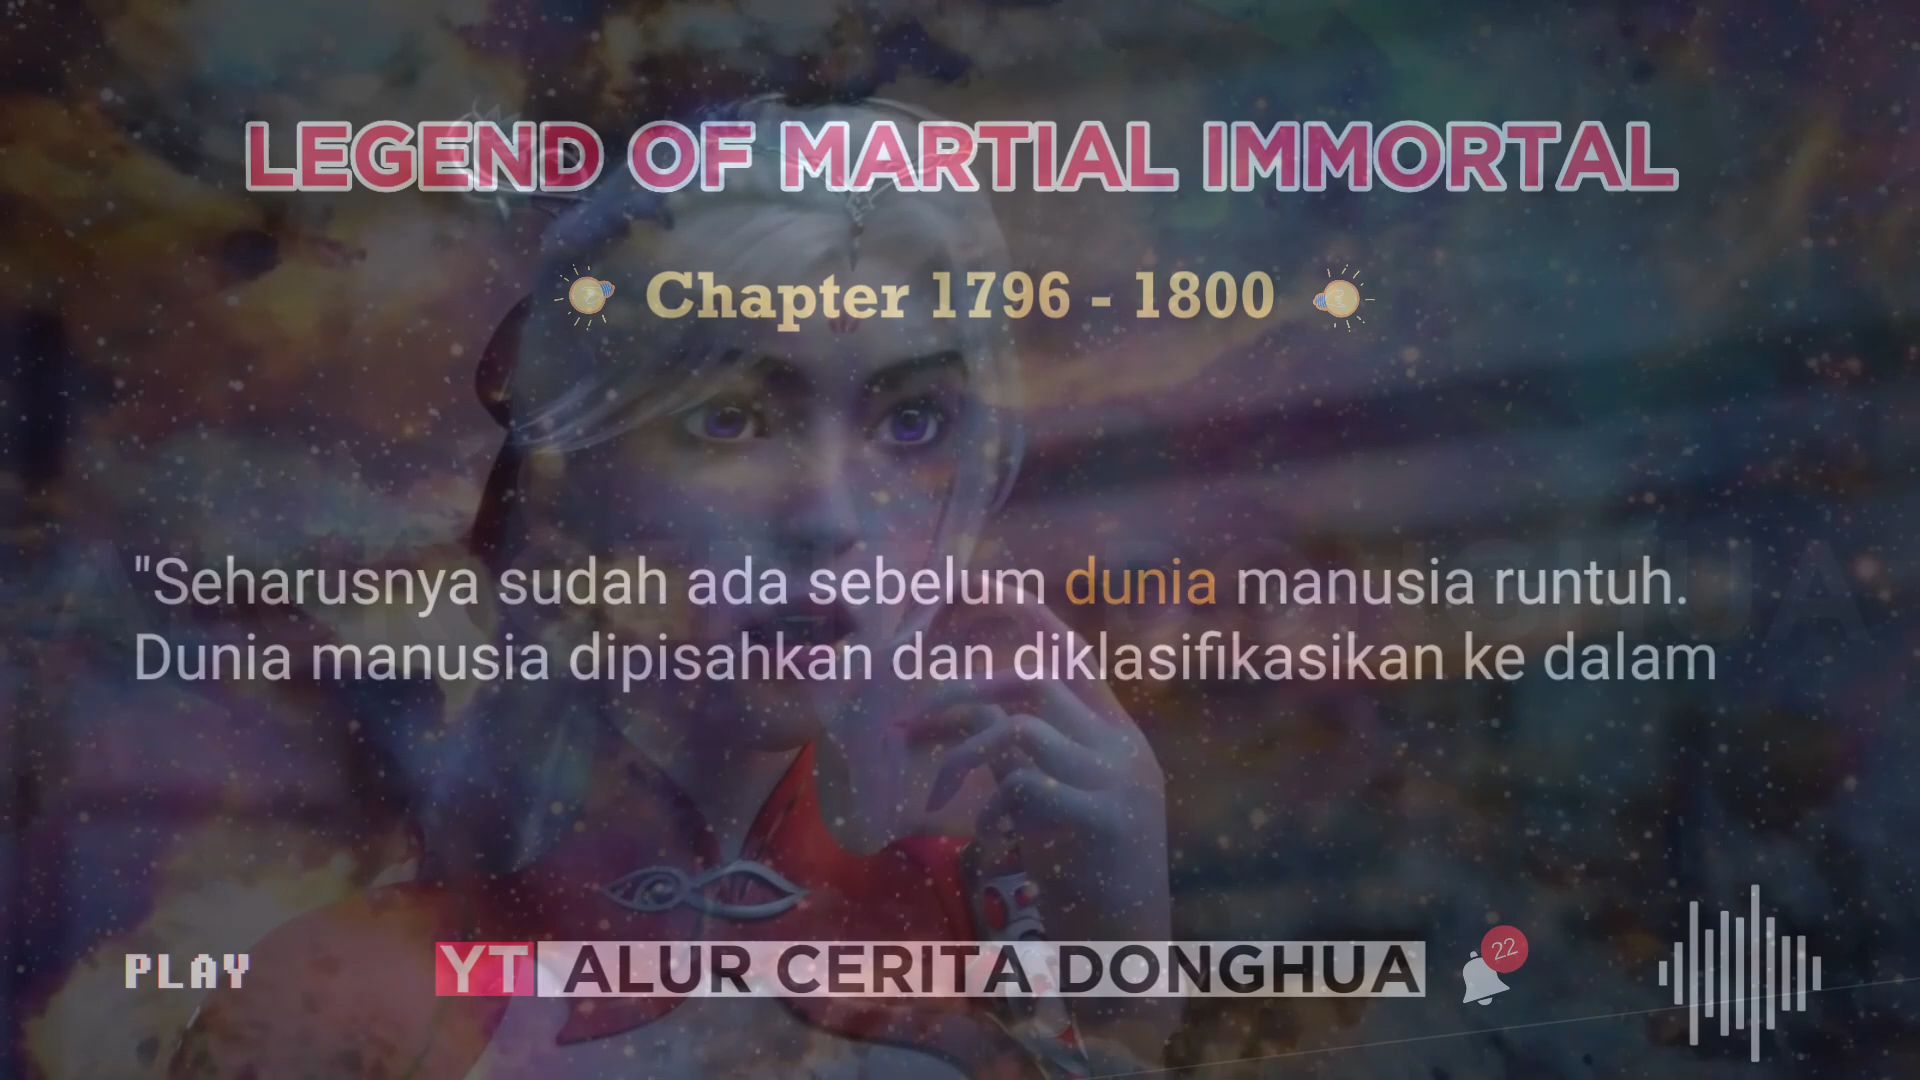 LEGEND OF MARTIAL IMMORTAL
Chapter 1796 - 1800
"Seharusnya sudah ada sebelum dunia manusia runtuh.
Dunia manusia dipisahkan dan diklasifikasikan ke dalam
PLAY
YT ALUR CERITA DONGHUA
22